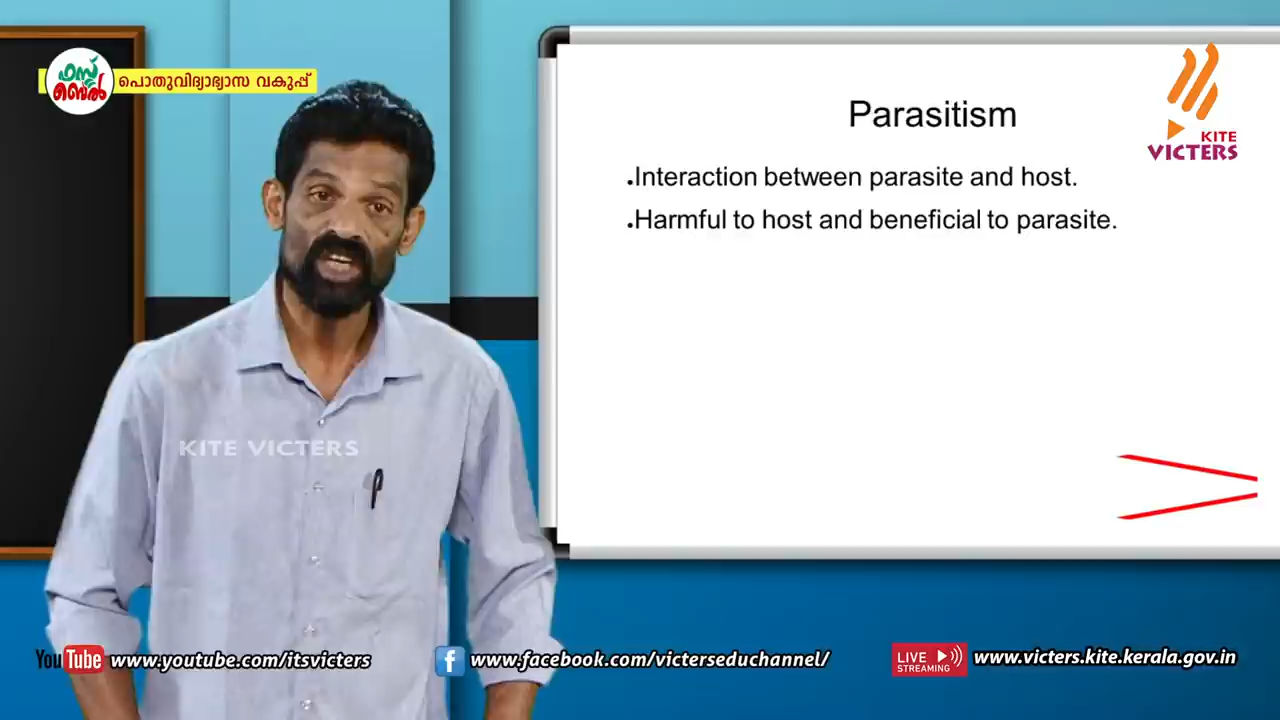 ഫസ്റ്റ്
ബെൽ
പൊതുവിദ്യാഭ്യാസ വകുപ്പ്
KITE
VICTERS
Parasitism
.Interaction between parasite and host.
.Harmful to host and beneficial to parasite.
KITE VICTERS
YouTube www.youtube.com/itsvicters
f www.facebook.com/victerseduchannel/
LIVE
STREAMING
www.victers.kite.kerala.gov.in